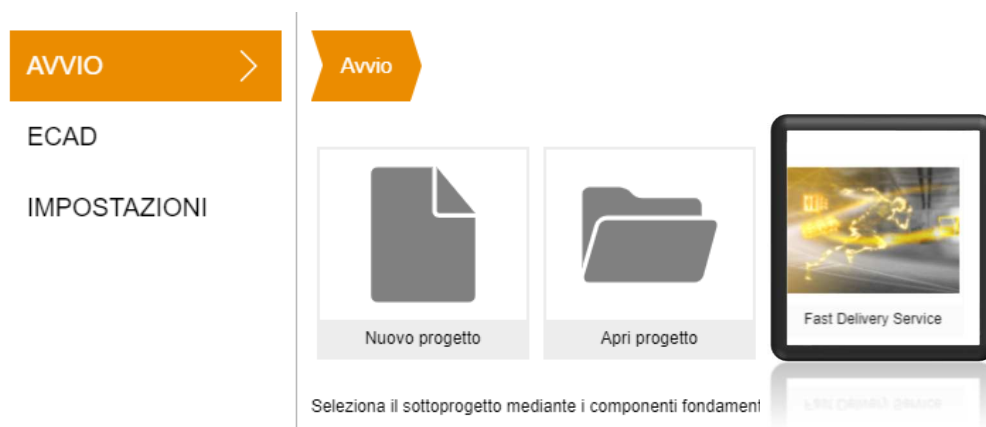 AVVIO
ECAD
IMPOSTAZIONI
Avvio
Nuovo progetto
Apri progetto
Fast Delivery Service
Seleziona il sottoprogetto mediante i componenti fondament